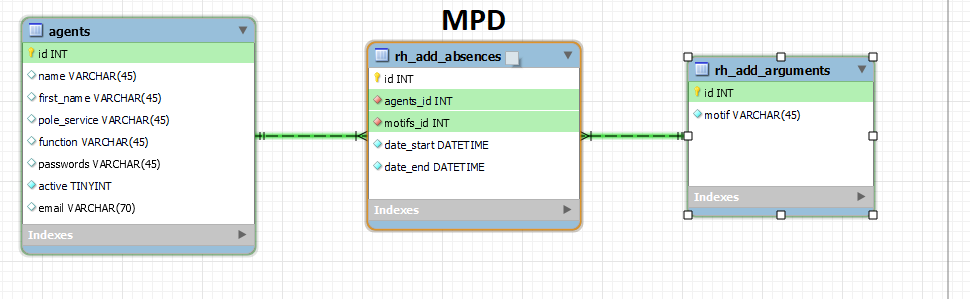 MPD
agents
id INT
name VARCHAR(45)
first_name VARCHAR(45)
pole_service VARCHAR(45)
function VARCHAR(45)
passwords VARCHAR(45)
active TINYINT
email VARCHAR(70)
Indexes
rh_add_absences
id INT
agents_id INT
motifs_id INT
date_start DATETIME
date_end DATETIME
Indexes
rh_add_arguments
id INT
motif VARCHAR(45)
Indexes